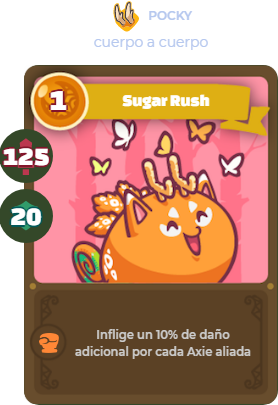 POCKY
cuerpo a cuerpo
1
Sugar Rush
125
20
Inflige un 10% de daño
adicional por cada Axie aliada